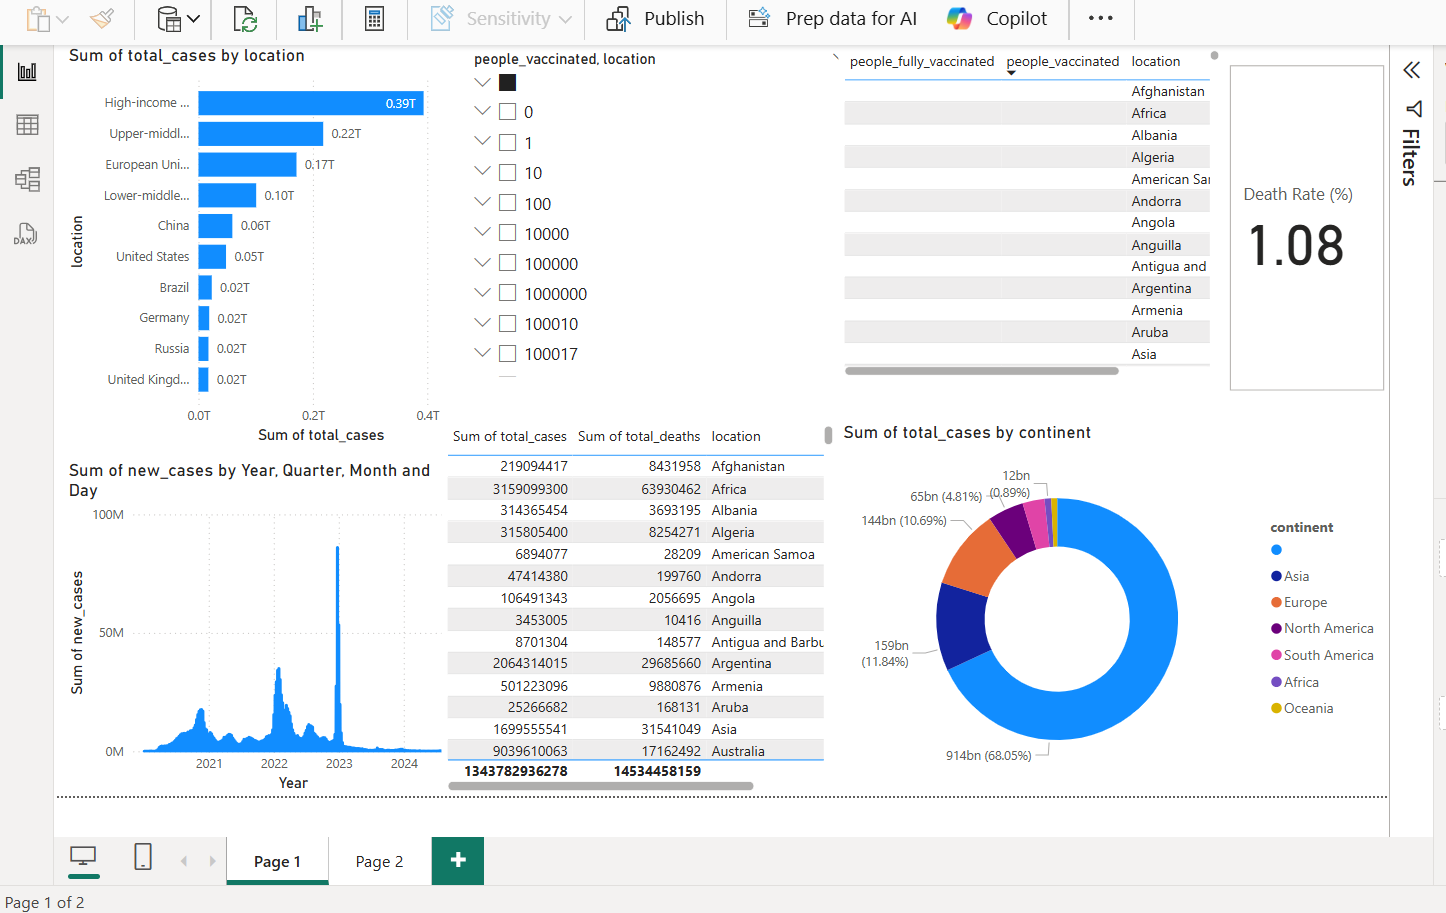 Sensitivity
Publish
Prep data for AI
Copilot
Sum of total_cases by location
High-income ...
0.39T
Upper-middl...
0.22T
European Uni...
0.17T
Lower-middle...
0.10T
China
0.06T
United States
0.05T
Brazil
0.02T
Germany
0.02T
Russia
0.02T
United Kingd...
0.02T
location
0.0T
0.2T
0.4T
Sum of total_cases
people_vaccinated, location
0
1
10
100
10000
100000
1000000
100010
100017
people_fully_vaccinated people_vaccinated location
Afghanistan
Africa
Albania
Algeria
American Sar
Andorra
Angola
Anguilla
Antigua and
Argentina
Armenia
Aruba
Asia
Death Rate (%)
1.08
Filters
DAX
Sum of new_cases by Year, Quarter, Month and
Day
100M
50M
0M
Sum of new_cases
2021
2022
2023
2024
Year
Sum of total_cases Sum of total_deaths location
219094417 8431958 Afghanistan
3159099300 63930462 Africa
314365454 3693195 Albania
315805400 8254271 Algeria
6894077 28209 American Samoa
47414380 199760 Andorra
106491343 2056695 Angola
3453005 10416 Anguilla
8701304 148577 Antigua and Barbu
2064314015 29685660 Argentina
501223096 9880876 Armenia
25266682 168131 Aruba
1699555541 31541049 Asia
9039610063 17162492 Australia
1343782936278 14534458159
Sum of total_cases by continent
12bn
(0.89%)
65bn (4.81%)
144bn (10.69%)
159bn
(11.84%)
914bn (68.05%)
continent
Asia
Europe
North America
South America
Africa
Oceania
Page 1
Page 2
Page 1 of 2